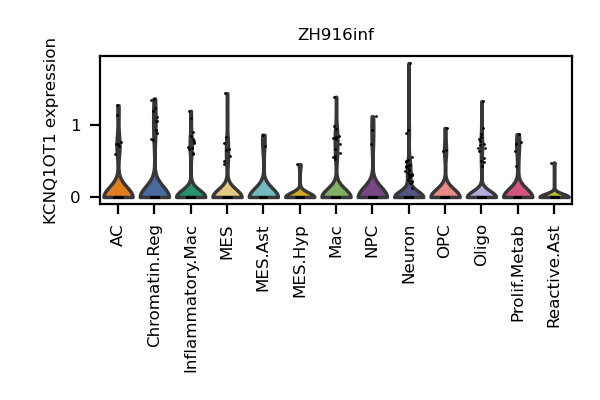 ZH916inf
KCNQ1OT1 expression
1
0
AC
Chromatin.Reg
Inflammatory.Mac
MES
MES.Ast
MES.Hyp
Mac
NPC
Neuron
OPC
Oligo
Prolif.Metab
Reactive.Ast